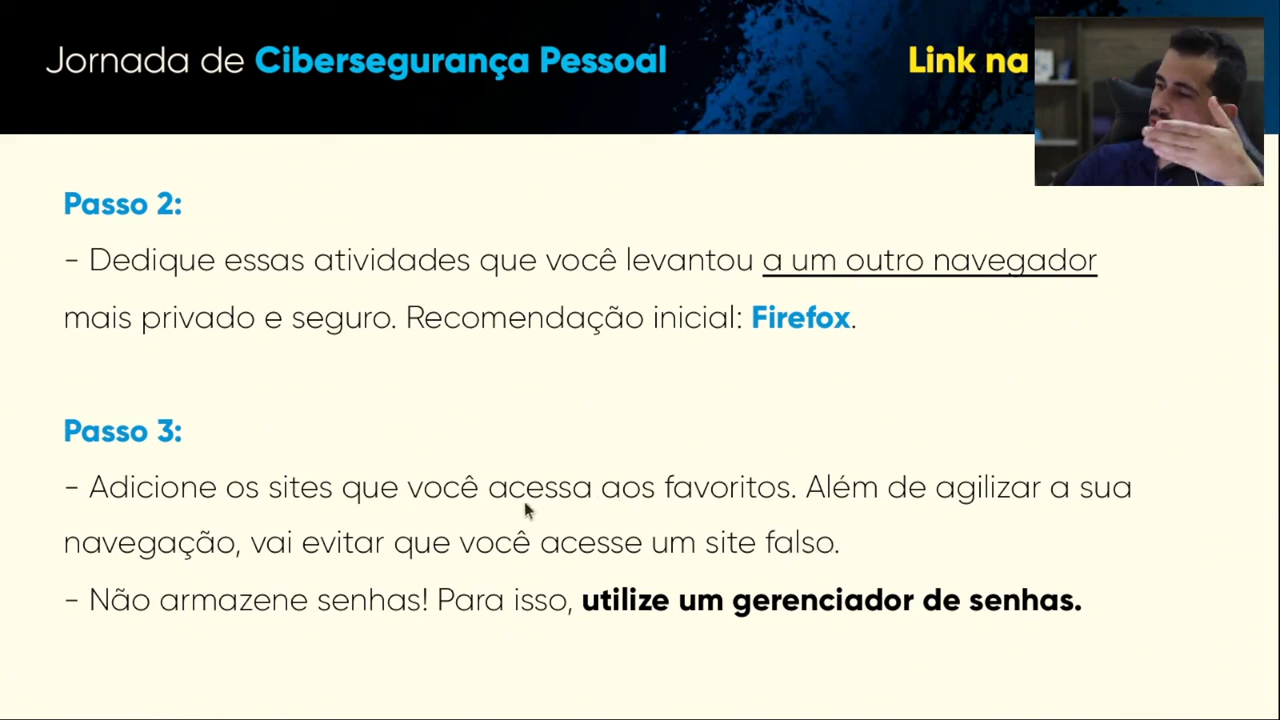 Jornada de Cibersegurança Pessoal
Link na
Passo 2:
- Dedique essas atividades que você levantou a um outro navegador
mais privado e seguro. Recomendação inicial: Firefox.
Passo 3:
- Adicione os sites que você acessa aos favoritos. Além de agilizar a sua
navegação, vai evitar que você acesse um site falso.
- Não armazene senhas! Para isso, utilize um gerenciador de senhas.